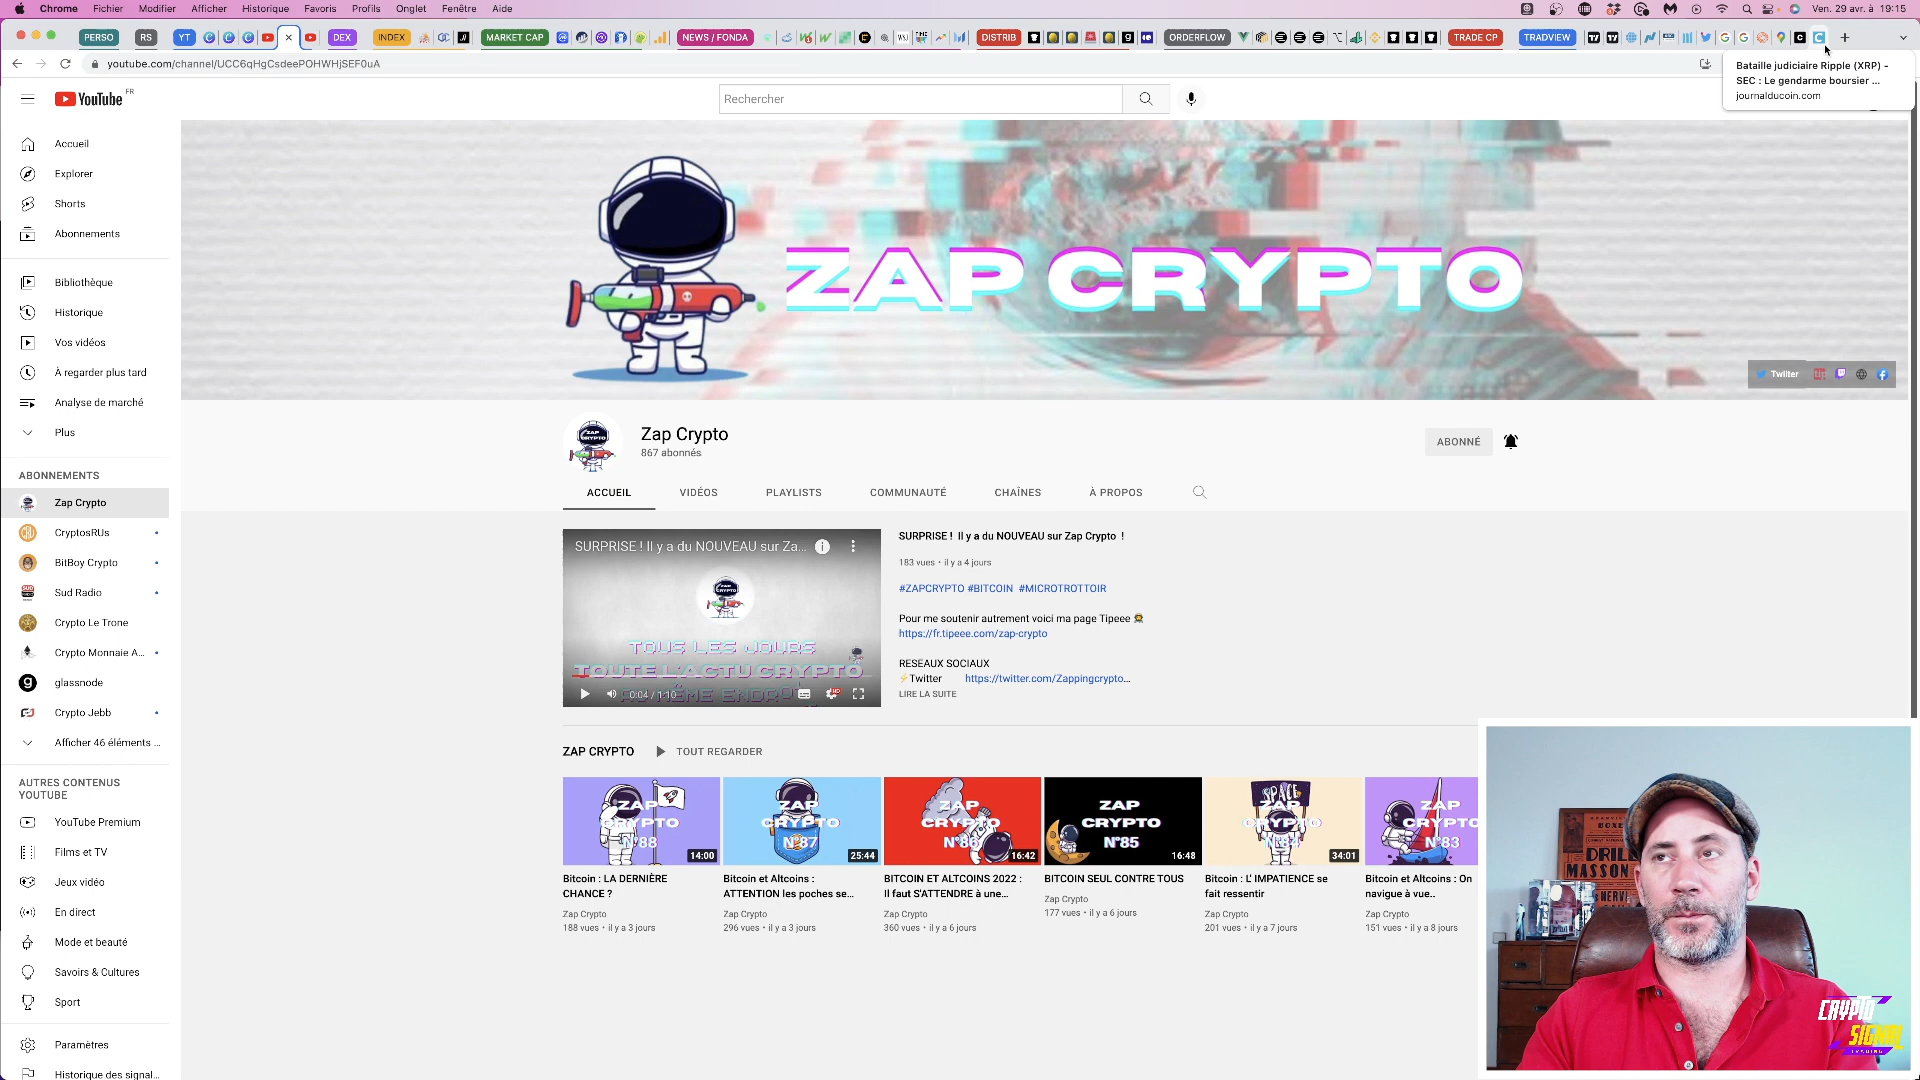 Chrome Fichier Modifier Afficher Historique Favoris Profils Onglet Fenêtre Aide Ven. 29 avr. à 19:15
PERSO RS YT DEX INDEX MARKET CAP NEWS / FONDA DISTRIB ORDERFLOW TRADE CP TRADVIEW
youtube.com/channel/UCC6qHgCsdeePOHWHjSEF0uA
Bataille judiciaire Ripple (XRP) -
SEC : Le gendarme boursier ...
journalducoin.com
YouTube FR
Rechercher
Accueil
Explorer
Shorts
Abonnements
Bibliothèque
Historique
Vos vidéos
À regarder plus tard
Analyse de marché
Plus
ABONNEMENTS
Zap Crypto
CryptosRUs
BitBoy Crypto
Sud Radio
Crypto Le Trone
Crypto Monnaie A...
glassnode
Crypto Jebb
Afficher 46 éléments ...
AUTRES CONTENUS
YOUTUBE
YouTube Premium
Films et TV
Jeux vidéo
En direct
Mode et beauté
Savoirs & Cultures
Sport
Paramètres
Historique des signal...
ZAP CRYPTO
Twitter
Zap Crypto
867 abonnés
ABONNÉ
ACCUEIL VIDÉOS PLAYLISTS COMMUNAUTÉ CHAÎNES À PROPOS
SURPRISE ! Il y a du NOUVEAU sur Za...
TOUS LES JOURS
TOUTE L'ACTU CRYPTO
AU MÊME ENDROIT
0:04 / 1:10
SURPRISE ! Il y a du NOUVEAU sur Zap Crypto !
183 vues • il y a 4 jours
#ZAPCRYPTO #BITCOIN #MICROTROTTOIR
Pour me soutenir autrement voici ma page Tipeee
https://fr.tipeee.com/zap-crypto
RESEAUX SOCIAUX
Twitter https://twitter.com/Zappingcrypto...
LIRE LA SUITE
ZAP CRYPTO TOUT REGARDER
ZAP CRYPTO N°88 14:00
Bitcoin : LA DERNIÈRE
CHANCE ?
Zap Crypto
188 vues • il y a 3 jours
ZAP CRYPTO N°87 25:44
Bitcoin et Altcoins :
ATTENTION les poches se...
Zap Crypto
296 vues • il y a 3 jours
ZAP CRYPTO N°86 16:42
BITCOIN ET ALTCOINS 2022 :
Il faut S'ATTENDRE à une...
Zap Crypto
360 vues • il y a 6 jours
ZAP CRYPTO N°85 16:48
BITCOIN SEUL CONTRE TOUS
Zap Crypto
177 vues • il y a 6 jours
SPACE
ZAP CRYPTO N°84 34:01
Bitcoin : L' IMPATIENCE se
fait ressentir
Zap Crypto
201 vues • il y a 7 jours
ZAP CRYPTO N°83
Bitcoin et Altcoins : On
navigue à vue..
Zap Crypto
151 vues • il y a 8 jours
CRYPTO
SIGNAL
TRADING